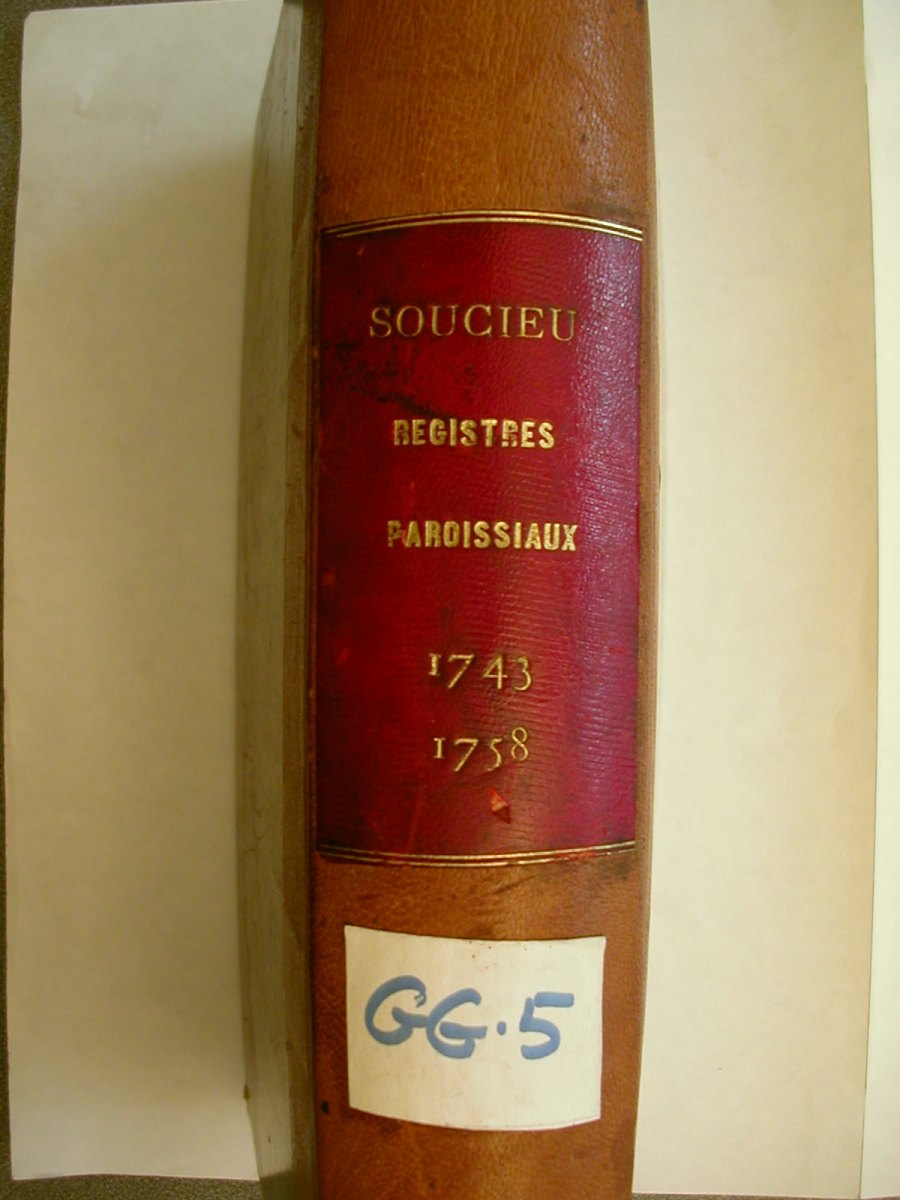 SOUCIEU
REGISTRES
PAROISSIAUX
1743
1758
GG.5